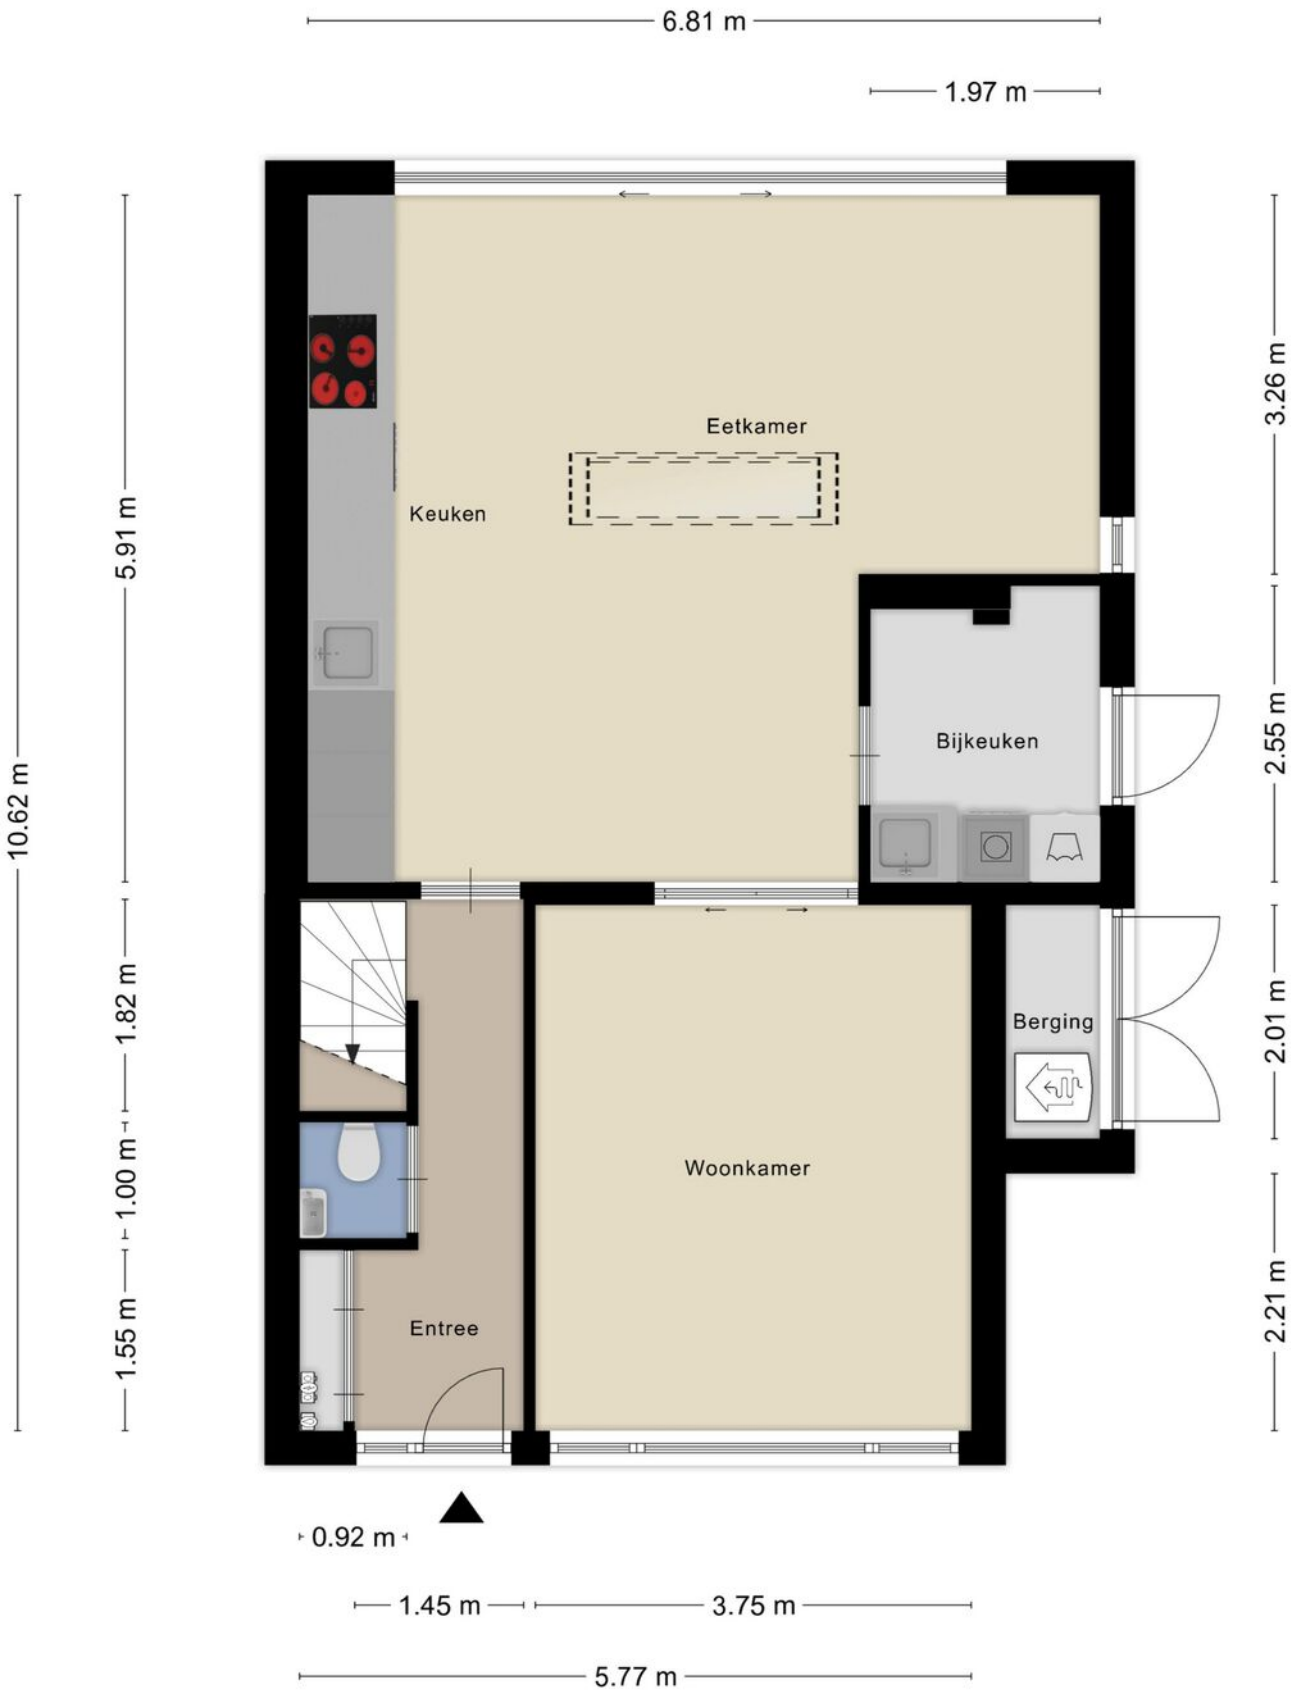 6.81 m
1.97 m
3.26 m
Eetkamer
Keuken
5.91 m
2.55 m
Bijkeuken
10.62 m
1.82 m
2.01 m
Berging
1.00 m
Woonkamer
2.21 m
1.55 m
Entree
0.92 m
1.45 m
3.75 m
5.77 m